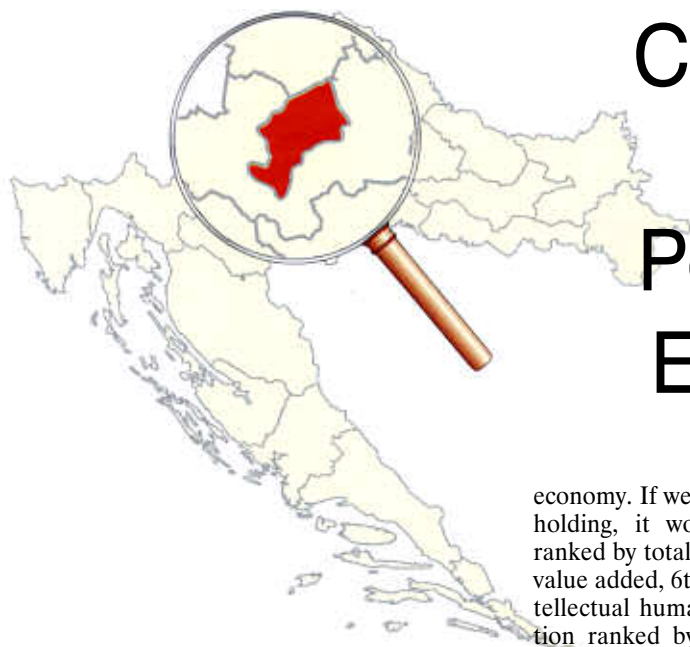 C
P
E
economy. If we
holding, it wo
ranked by total
value added, 6t
tellectual huma
tion ranked by